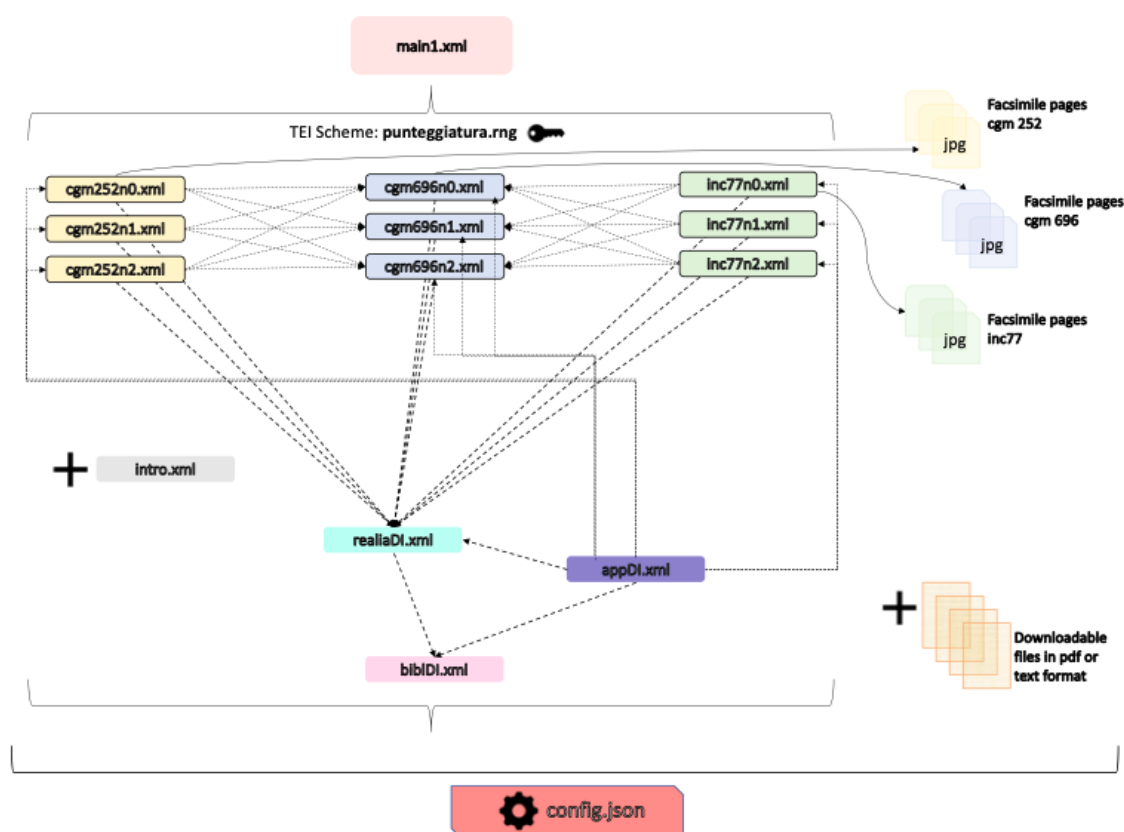 main1.xml
TEI Scheme: punteggiatura.rng
Facsimile pages
cgm 252
jpg
cgm252n0.xml
cgm696n0.xml
inc77n0.xml
cgm252n1.xml
cgm696n1.xml
inc77n1.xml
cgm252n2.xml
cgm696n2.xml
inc77n2.xml
Facsimile pages
cgm 696
jpg
Facsimile pages
inc77
jpg
intro.xml
realiaDI.xml
appDI.xml
biblDI.xml
Downloadable
files in pdf or
text format
config.json